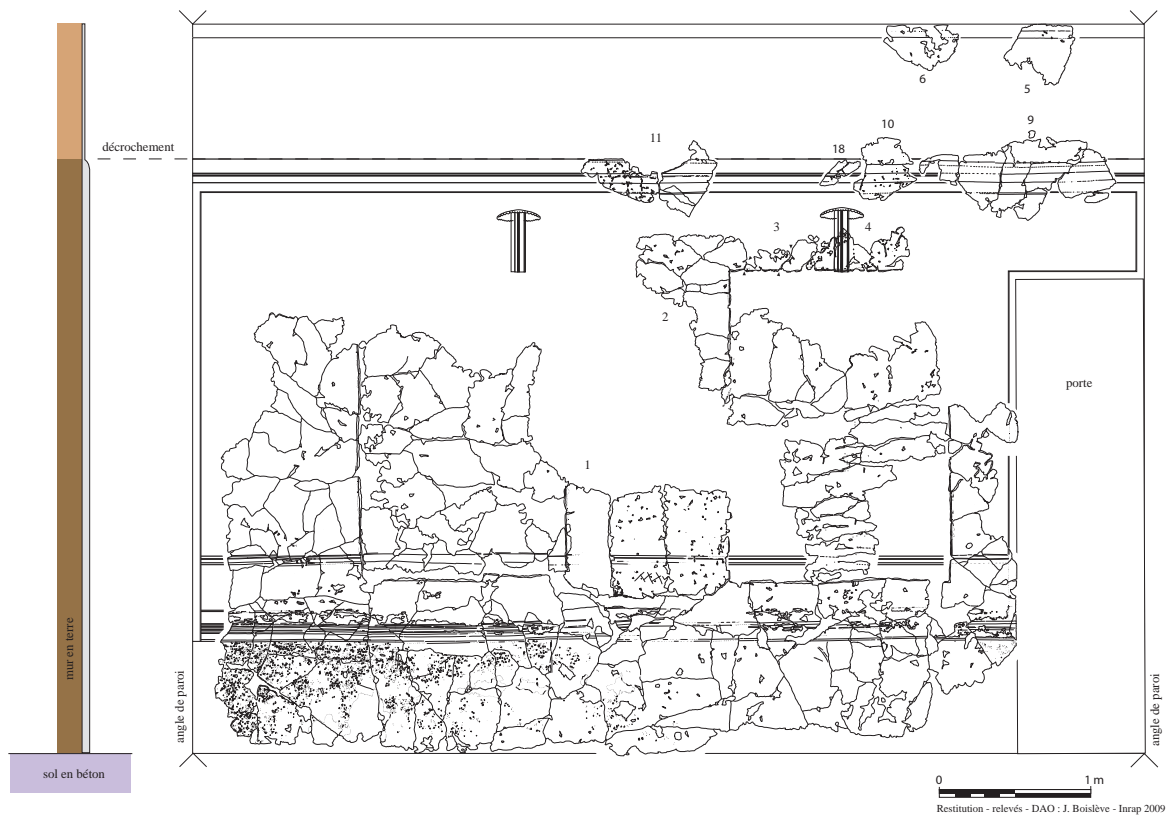 6
5
décrochement
11
10
9
18
3
4
2
porte
1
mur en terre
angle de paroi
angle de paroi
sol en béton
0 1 m
Restitution - relevés - DAO : J. Boislève - Inrap 2009